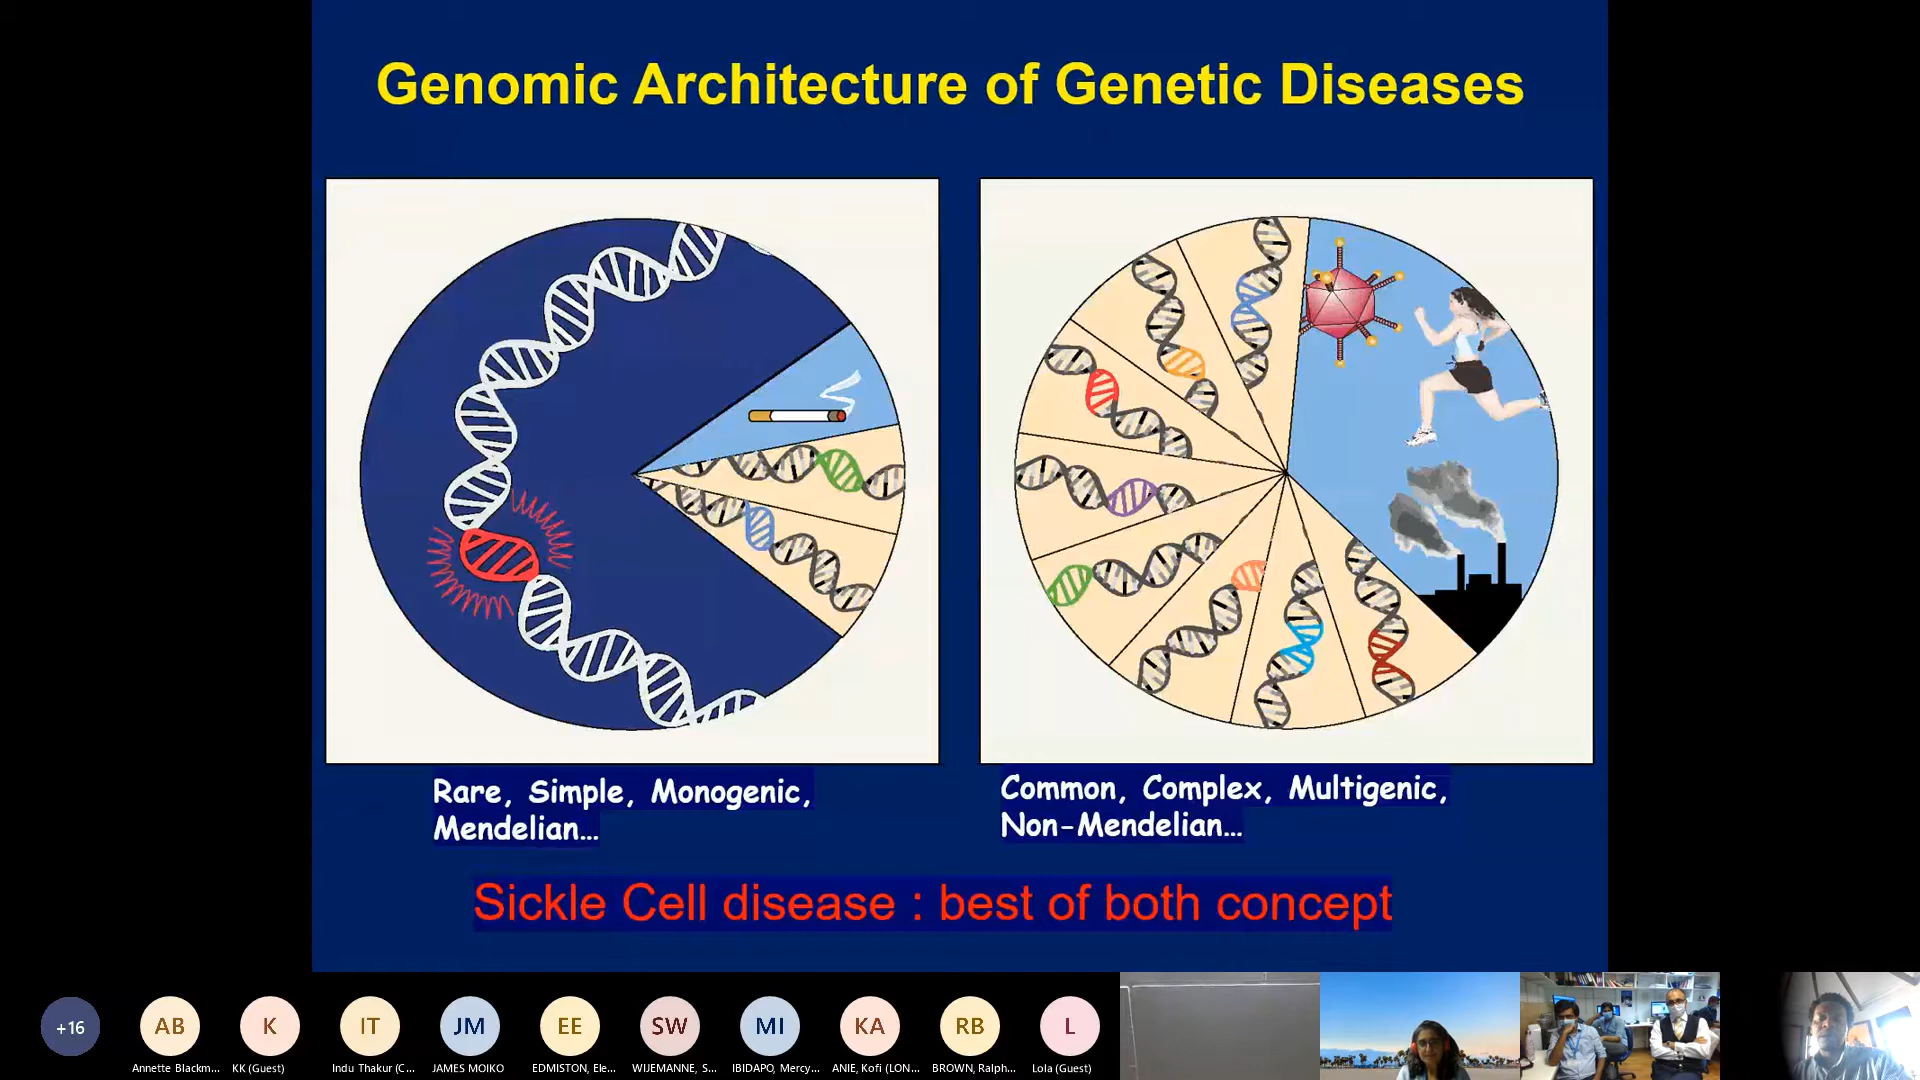 Genomic Architecture of Genetic Diseases
Rare, Simple, Monogenic,
Mendelian...
Common, Complex, Multigenic,
Non-Mendelian...
Sickle Cell disease : best of both concept
+16
AB
K
IT
JM
EE
SW
MI
KA
RB
L
Annette Blackm...
KK (Guest)
Indu Thakur (C...
JAMES MOIKO
EDMISTON, Ele...
WIJEMANNE, S...
IBIDAPO, Mercy...
ANIE, Kofi (LON...
BROWN, Ralph...
Lola (Guest)